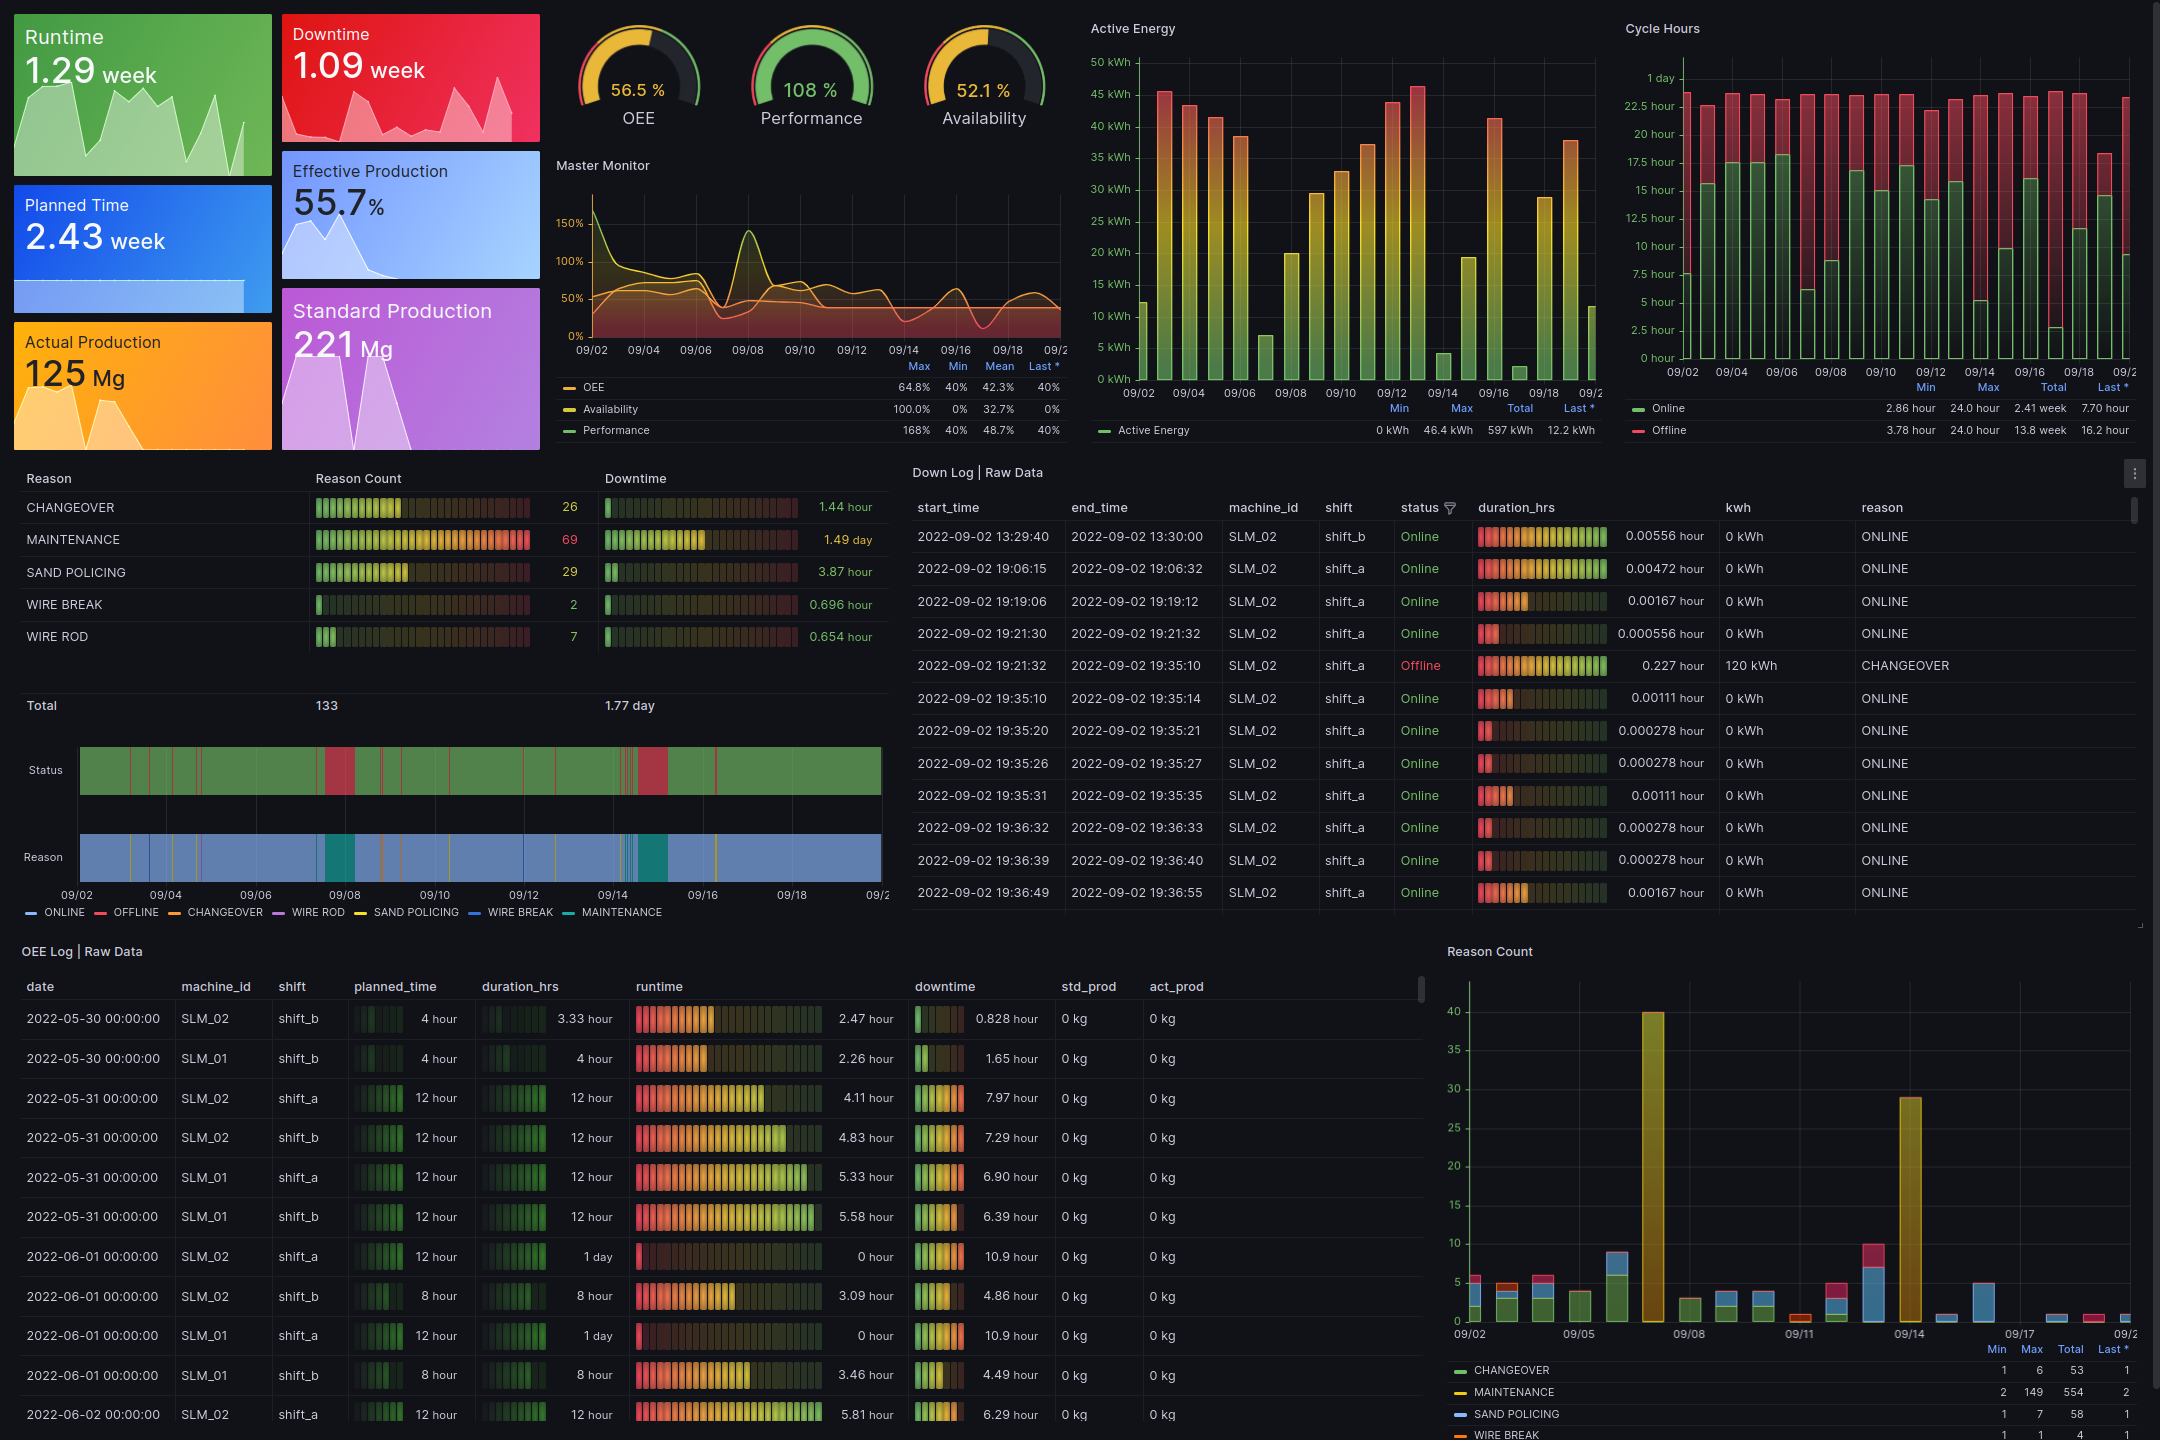 Runtime
1.29 week
Downtime
1.09 week
Planned Time
2.43 week
Effective Production
55.7%
Actual Production
125 Mg
Standard Production
221 Mg
56.5 %
OEE
108 %
Performance
52.1 %
Availability
Master Monitor
150%
100%
50%
0%
09/02 09/04 09/06 09/08 09/10 09/12 09/14 09/16 09/18 09/2
Max Min Mean Last *
OEE 64.8% 40% 42.3% 40%
Availability 100.0% 0% 32.7% 0%
Performance 168% 40% 48.7% 40%
Active Energy
50 kWh
45 kWh
40 kWh
35 kWh
30 kWh
25 kWh
20 kWh
15 kWh
10 kWh
5 kWh
0 kWh
09/02 09/04 09/06 09/08 09/10 09/12 09/14 09/16 09/18 09/2
Min Max Total Last *
Active Energy 0 kWh 46.4 kWh 597 kWh 12.2 kWh
Cycle Hours
1 day
22.5 hour
20 hour
17.5 hour
15 hour
12.5 hour
10 hour
7.5 hour
5 hour
2.5 hour
0 hour
09/02 09/04 09/06 09/08 09/10 09/12 09/14 09/16 09/18 09/2
Min Max Total Last *
Online 2.86 hour 24.0 hour 2.41 week 7.70 hour
Offline 3.78 hour 24.0 hour 13.8 week 16.2 hour
Reason Reason Count Downtime
CHANGEOVER 26 1.44 hour
MAINTENANCE 69 1.49 day
SAND POLICING 29 3.87 hour
WIRE BREAK 2 0.696 hour
WIRE ROD 7 0.654 hour
Total 133 1.77 day
Status
Reason
09/02 09/04 09/06 09/08 09/10 09/12 09/14 09/16 09/18 09/2
ONLINE OFFLINE CHANGEOVER WIRE ROD SAND POLICING WIRE BREAK MAINTENANCE
Down Log | Raw Data
start_time end_time machine_id shift status duration_hrs kwh reason
2022-09-02 13:29:40 2022-09-02 13:30:00 SLM_02 shift_b Online 0.00556 hour 0 kWh ONLINE
2022-09-02 19:06:15 2022-09-02 19:06:32 SLM_02 shift_a Online 0.00472 hour 0 kWh ONLINE
2022-09-02 19:19:06 2022-09-02 19:19:12 SLM_02 shift_a Online 0.00167 hour 0 kWh ONLINE
2022-09-02 19:21:30 2022-09-02 19:21:32 SLM_02 shift_a Online 0.000556 hour 0 kWh ONLINE
2022-09-02 19:21:32 2022-09-02 19:35:10 SLM_02 shift_a Offline 0.227 hour 120 kWh CHANGEOVER
2022-09-02 19:35:10 2022-09-02 19:35:14 SLM_02 shift_a Online 0.00111 hour 0 kWh ONLINE
2022-09-02 19:35:20 2022-09-02 19:35:21 SLM_02 shift_a Online 0.000278 hour 0 kWh ONLINE
2022-09-02 19:35:26 2022-09-02 19:35:27 SLM_02 shift_a Online 0.000278 hour 0 kWh ONLINE
2022-09-02 19:35:31 2022-09-02 19:35:35 SLM_02 shift_a Online 0.00111 hour 0 kWh ONLINE
2022-09-02 19:36:32 2022-09-02 19:36:33 SLM_02 shift_a Online 0.000278 hour 0 kWh ONLINE
2022-09-02 19:36:39 2022-09-02 19:36:40 SLM_02 shift_a Online 0.000278 hour 0 kWh ONLINE
2022-09-02 19:36:49 2022-09-02 19:36:55 SLM_02 shift_a Online 0.00167 hour 0 kWh ONLINE
OEE Log | Raw Data
date machine_id shift planned_time duration_hrs runtime downtime std_prod act_prod
2022-05-30 00:00:00 SLM_02 shift_b 4 hour 3.33 hour 2.47 hour 0.828 hour 0 kg 0 kg
2022-05-30 00:00:00 SLM_01 shift_b 4 hour 4 hour 2.26 hour 1.65 hour 0 kg 0 kg
2022-05-31 00:00:00 SLM_02 shift_a 12 hour 12 hour 4.11 hour 7.97 hour 0 kg 0 kg
2022-05-31 00:00:00 SLM_02 shift_b 12 hour 12 hour 4.83 hour 7.29 hour 0 kg 0 kg
2022-05-31 00:00:00 SLM_01 shift_a 12 hour 12 hour 5.33 hour 6.90 hour 0 kg 0 kg
2022-05-31 00:00:00 SLM_01 shift_b 12 hour 12 hour 5.58 hour 6.39 hour 0 kg 0 kg
2022-06-01 00:00:00 SLM_02 shift_a 12 hour 1 day 0 hour 10.9 hour 0 kg 0 kg
2022-06-01 00:00:00 SLM_02 shift_b 8 hour 8 hour 3.09 hour 4.86 hour 0 kg 0 kg
2022-06-01 00:00:00 SLM_01 shift_a 12 hour 1 day 0 hour 10.9 hour 0 kg 0 kg
2022-06-01 00:00:00 SLM_01 shift_b 8 hour 8 hour 3.46 hour 4.49 hour 0 kg 0 kg
2022-06-02 00:00:00 SLM_02 shift_a 12 hour 12 hour 5.81 hour 6.29 hour 0 kg 0 kg
Reason Count
40
35
30
25
20
15
10
5
0
09/02 09/05 09/08 09/11 09/14 09/17 09/2
Min Max Total Last *
CHANGEOVER 1 6 53 1
MAINTENANCE 2 149 554 2
SAND POLICING 1 7 58 1
WIRE BREAK 1 1 4 1